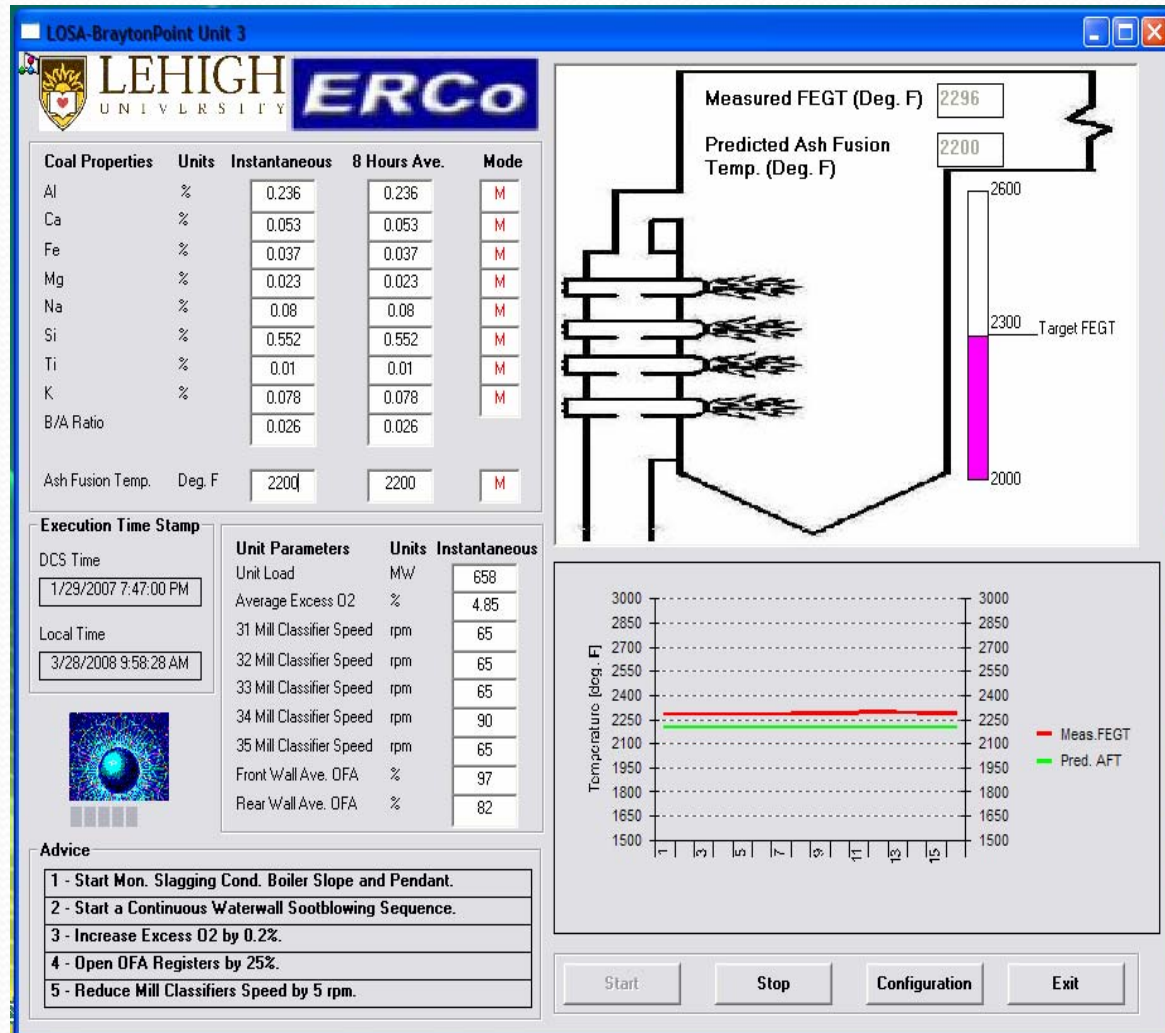 LOSA-BraytonPoint Unit 3
LEHIGH
UNIVERSITY
ERCo
Coal Properties Units Instantaneous 8 Hours Ave. Mode
Al % 0.236 0.236 M
Ca % 0.053 0.053 M
Fe % 0.037 0.037 M
Mg % 0.023 0.023 M
Na % 0.08 0.08 M
Si % 0.552 0.552 M
Ti % 0.01 0.01 M
K % 0.078 0.078 M
B/A Ratio 0.026 0.026
Ash Fusion Temp. Deg. F 2200 2200 M
Execution Time Stamp
DCS Time
1/29/2007 7:47:00 PM
Local Time
3/28/2008 9:58:28 AM
Unit Parameters Units Instantaneous
Unit Load MW 658
Average Excess O2 % 4.85
31 Mill Classifier Speed rpm 65
32 Mill Classifier Speed rpm 65
33 Mill Classifier Speed rpm 65
34 Mill Classifier Speed rpm 90
35 Mill Classifier Speed rpm 65
Front Wall Ave. OFA % 97
Rear Wall Ave. OFA % 82
Advice
1 - Start Mon. Slagging Cond. Boiler Slope and Pendant.
2 - Start a Continuous Waterwall Sootblowing Sequence.
3 - Increase Excess O2 by 0.2%.
4 - Open OFA Registers by 25%.
5 - Reduce Mill Classifiers Speed by 5 rpm.
Measured FEGT (Deg. F) 2296
Predicted Ash Fusion
Temp. (Deg. F) 2200
2600
2300 Target FEGT
2000
Temperature [deg. F]
3000 3000
2850 2850
2700 2700
2550 2550
2400 2400
2250 2250
2100 2100
1950 1950
1800 1800
1650 1650
1500 1500
1 3 5 7 9 11 13 15
Meas.FEGT
Pred. AFT
Start Stop Configuration Exit